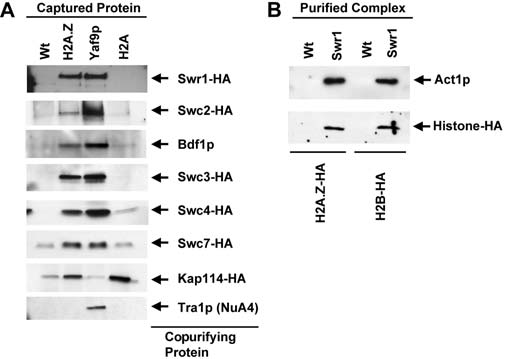 A
Captured Protein
Wt
H2A.Z
Yaf9p
H2A
Swr1-HA
Swc2-HA
Bdf1p
Swc3-HA
Swc4-HA
Swc7-HA
Kap114-HA
Tra1p (NuA4)
Copurifying
Protein
B
Purified Complex
Wt
Swr1
Wt
Swr1
Act1p
Histone-HA
H2A.Z-HA
H2B-HA